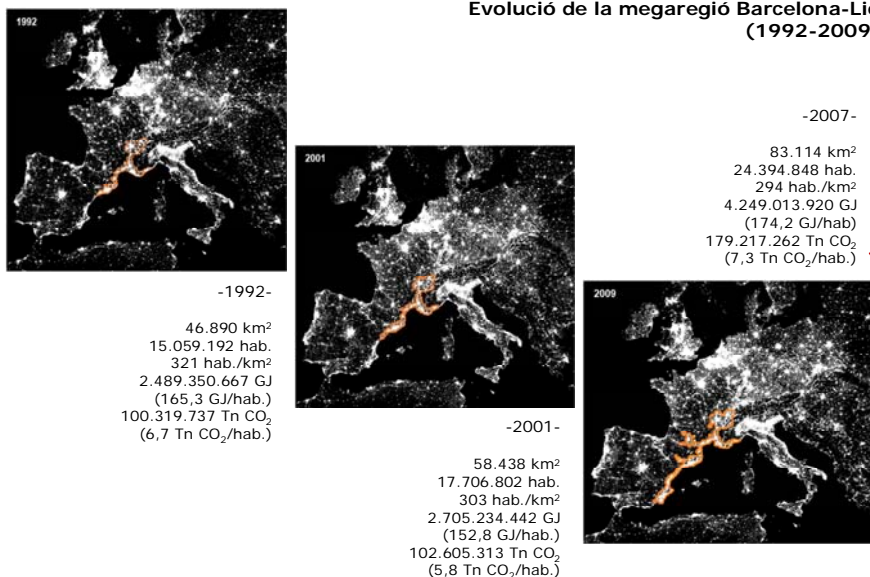 Evolució de la megaregió Barcelona-
(1992-2009
1992
-1992-
46.890 km²
15.059.192 hab.
321 hab./km²
2.489.350.667 GJ
(165,3 GJ/hab.)
100.319.737 Tn CO₂
(6,7 Tn CO₂/hab.)
2001
-2001-
58.438 km²
17.706.802 hab.
303 hab./km²
2.705.234.442 GJ
(152,8 GJ/hab.)
102.605.313 Tn CO₂
(5,8 Tn CO₂/hab.)
-2007-
83.114 km²
24.394.848 hab.
294 hab./km²
4.249.013.920 GJ
(174,2 GJ/hab)
179.217.262 Tn CO₂
(7,3 Tn CO₂/hab.)
2009